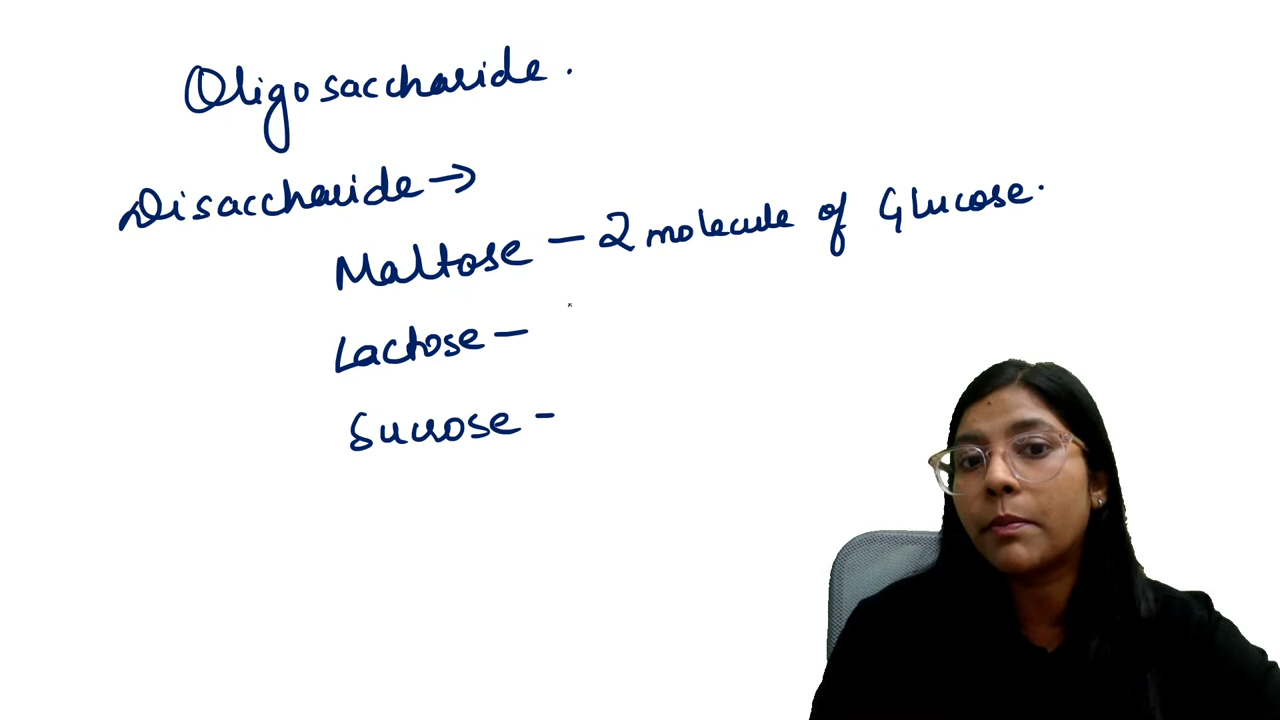 Oligosaccharide.
Disaccharide →
Maltose - 2 molecule of Glucose.
Lactose -
Sucrose -